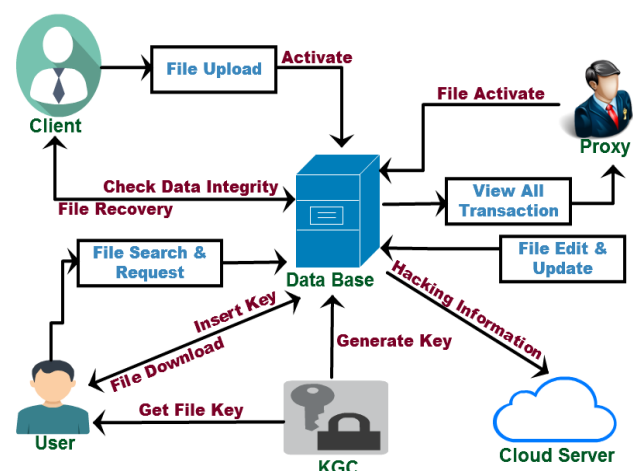 File Upload
Activate
Client
File Activate
Proxy
Check Data Integrity
File Recovery
View All
Transaction
File Search &
Request
Data Base
File Edit &
Update
Hacking Information
Insert Key
File Download
Generate Key
Get File Key
User
KGC
Cloud Server